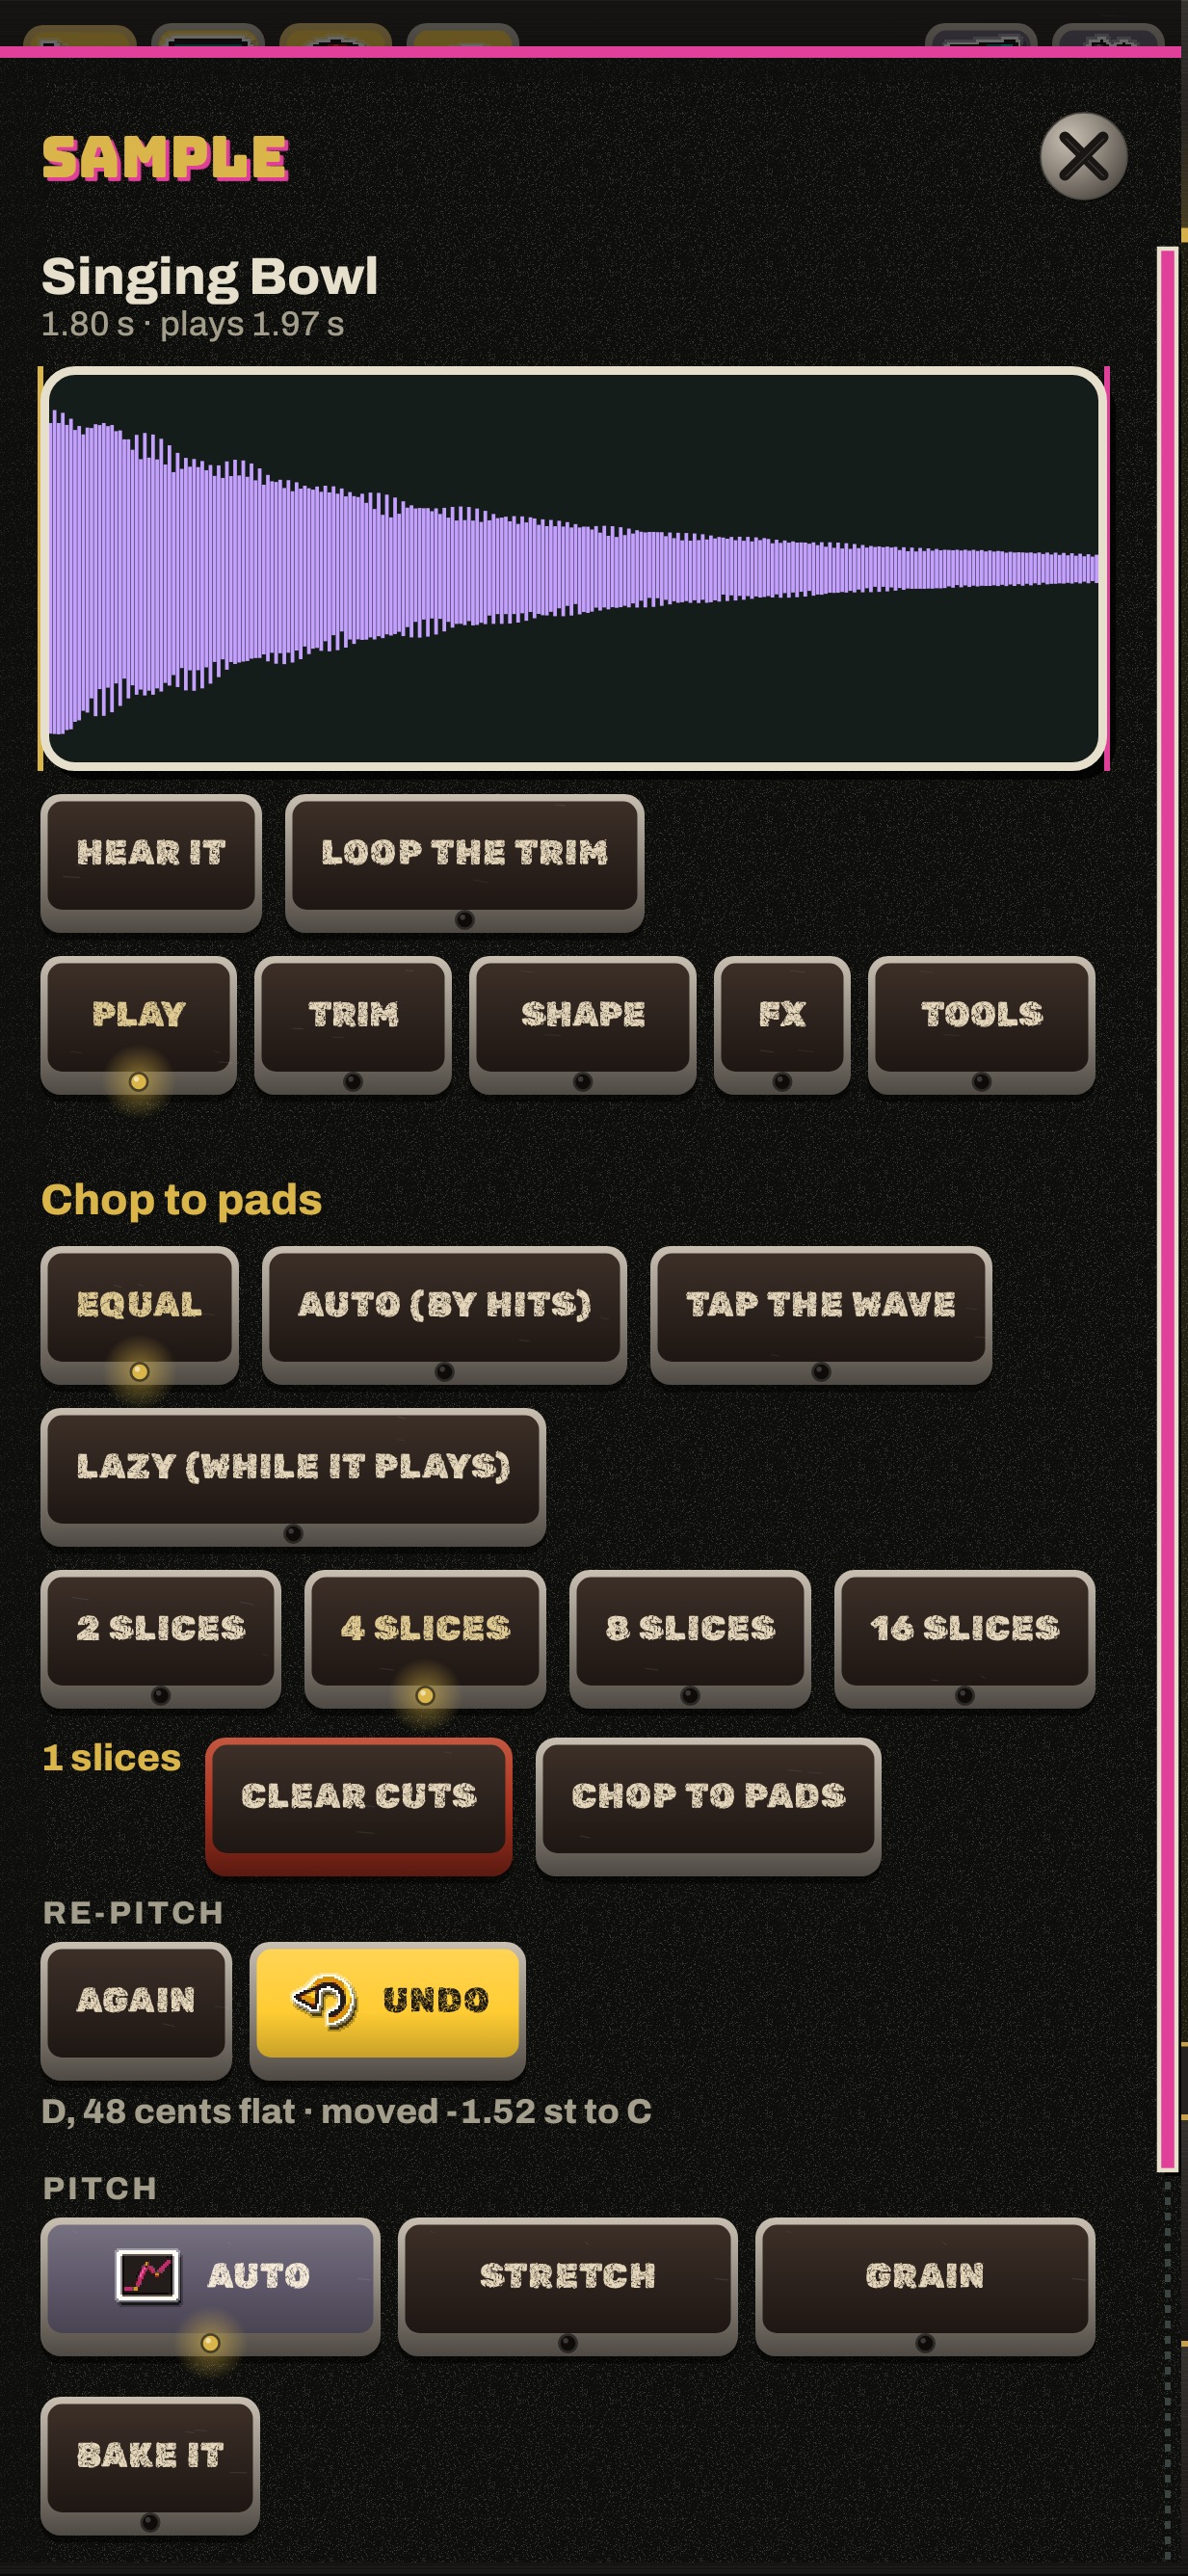 SAMPLE
Singing Bowl
1.80 s · plays 1.97 s
HEAR IT LOOP THE TRIM
PLAY TRIM SHAPE FX TOOLS
Chop to pads
EQUAL AUTO (BY HITS) TAP THE WAVE
LAZY (WHILE IT PLAYS)
2 SLICES 4 SLICES 8 SLICES 16 SLICES
1 slices CLEAR CUTS CHOP TO PADS
RE-PITCH
AGAIN UNDO
D, 48 cents flat · moved -1.52 st to C
PITCH
AUTO STRETCH GRAIN
BAKE IT